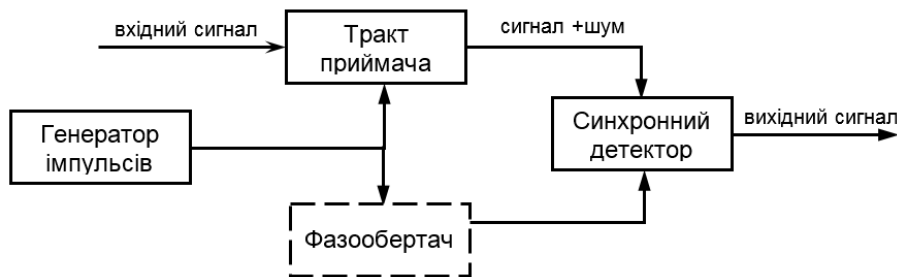 вхідний сигнал
Тракт
приймача
сигнал +шум
Генератор
імпульсів
Синхронний
детектор
вихідний сигнал
Фазообертач